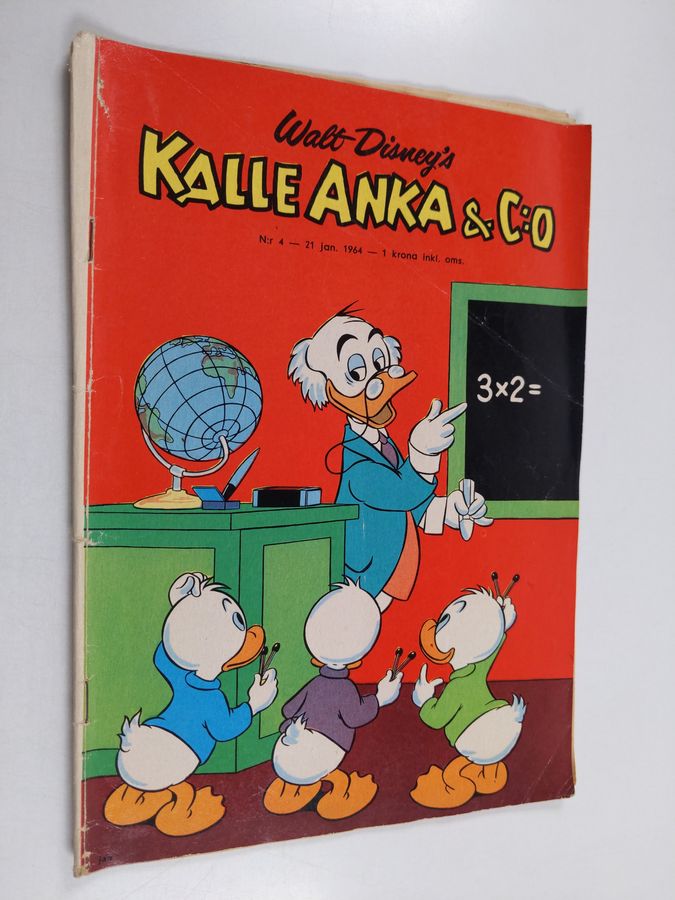 Walt Disney's
KALLE ANKA & C:O
N:r 4 — 21 jan. 1964 — 1 krona inkl. oms.
3×2=